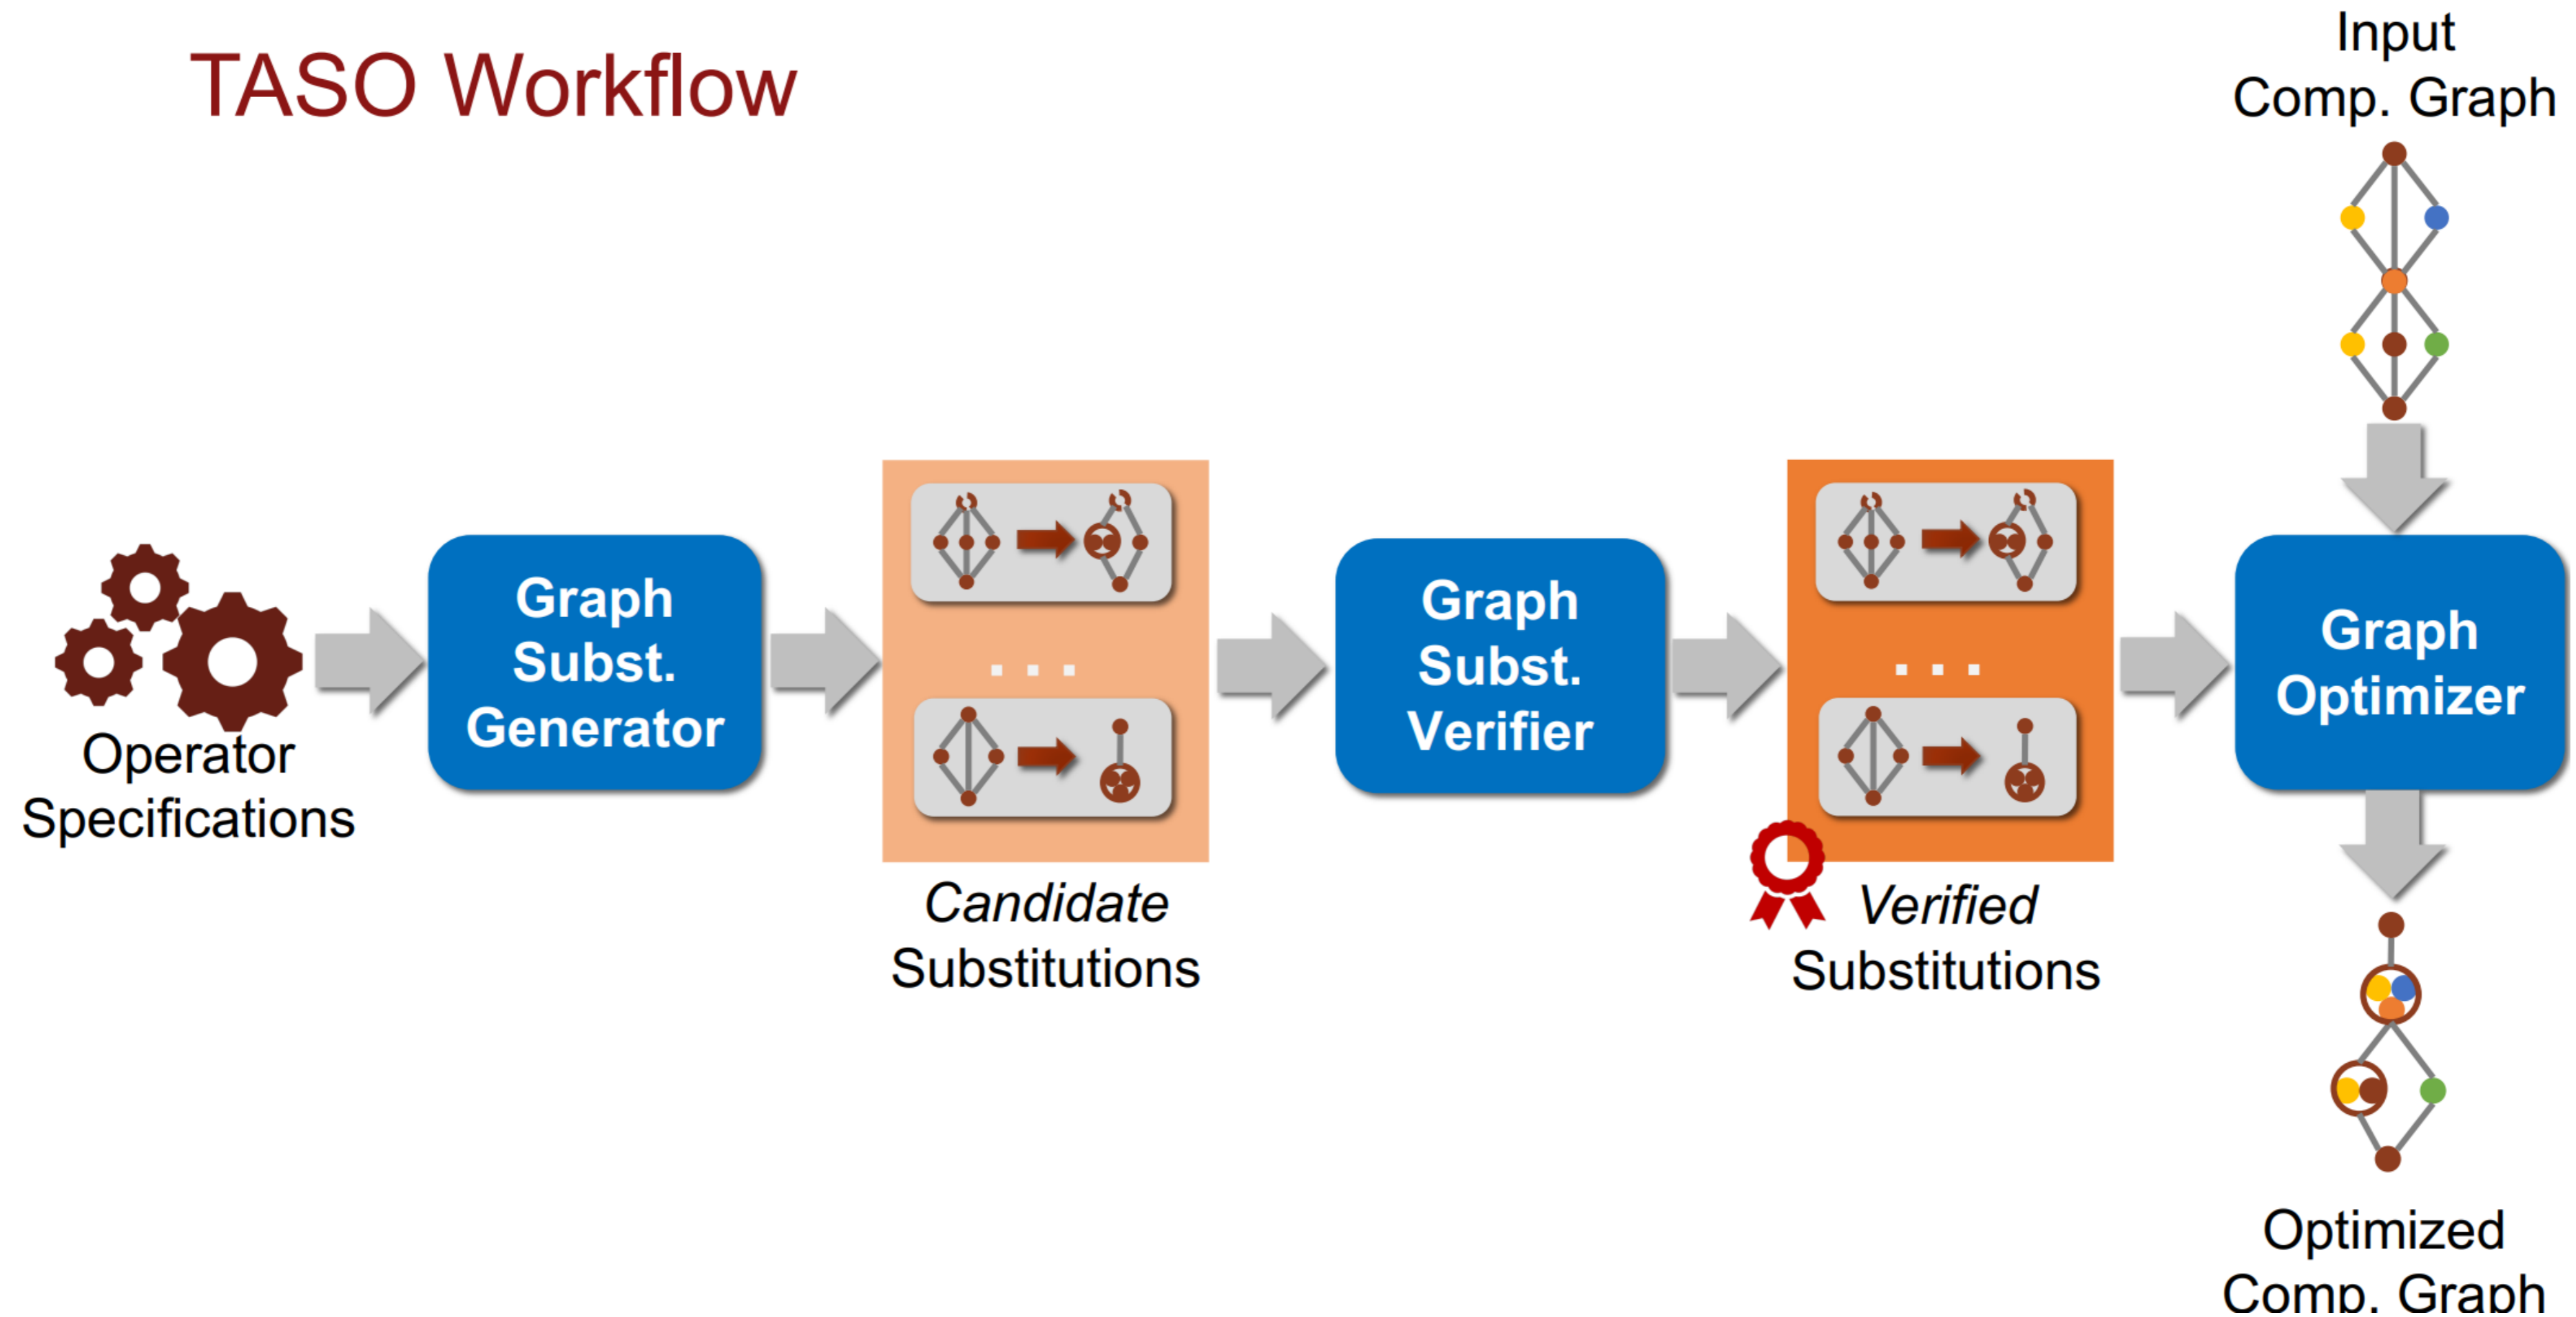 TASO Workflow
Input
Comp. Graph
Operator
Specifications
Graph
Subst.
Generator
. . .
Candidate
Substitutions
Graph
Subst.
Verifier
. . .
Verified
Substitutions
Graph
Optimizer
Optimized
Comp. Graph